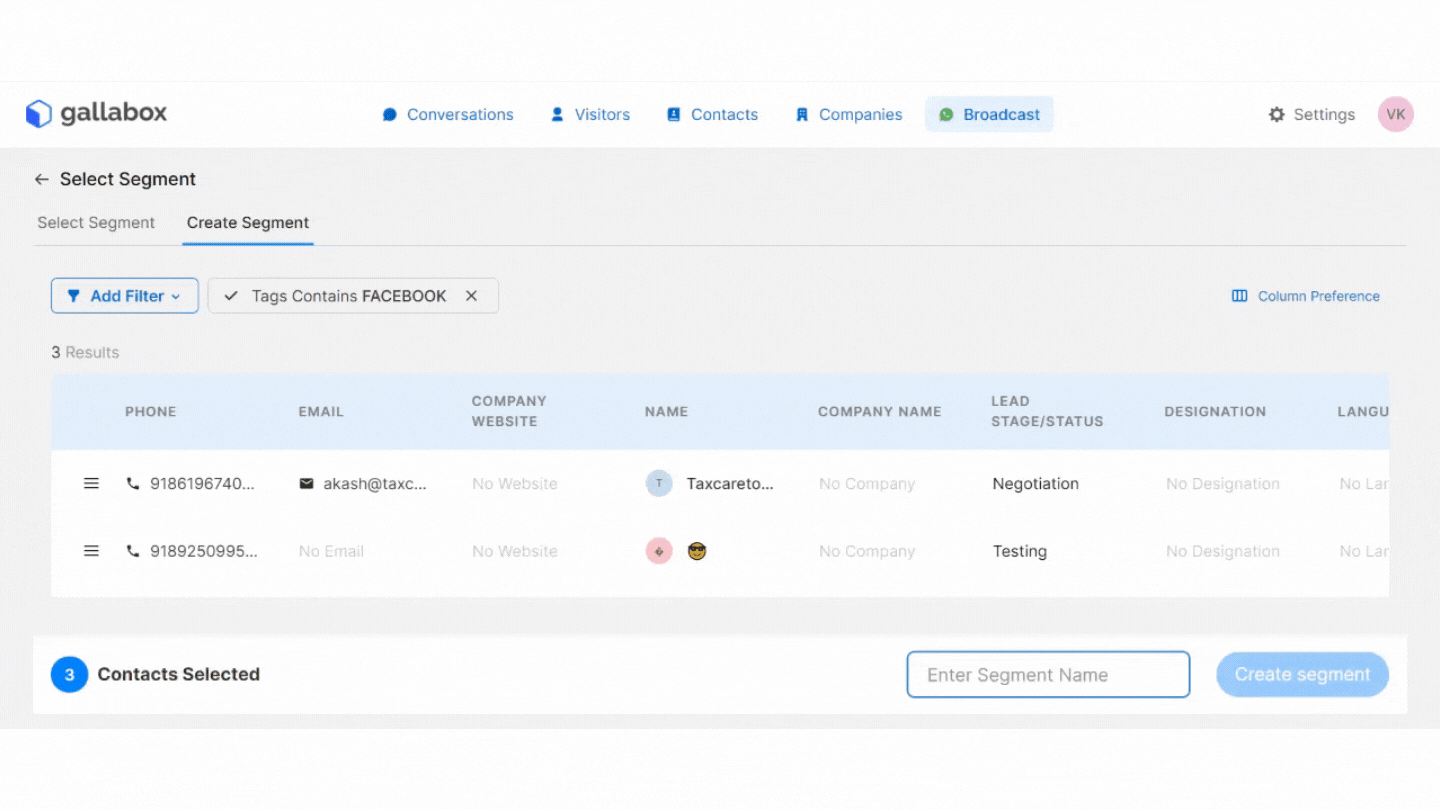 gallabox Conversations Visitors Contacts Companies Broadcast Settings VK
← Select Segment
Select Segment Create Segment
Add Filter Tags Contains FACEBOOK Column Preference
3 Results
PHONE EMAIL COMPANY WEBSITE NAME COMPANY NAME LEAD STAGE/STATUS DESIGNATION LANGU
9186196740... akash@taxc... No Website T Taxcareto... No Company Negotiation No Designation No Lar
9189250995... No Email No Website 😎 No Company Testing No Designation No Lar
3 Contacts Selected Enter Segment Name Create segment